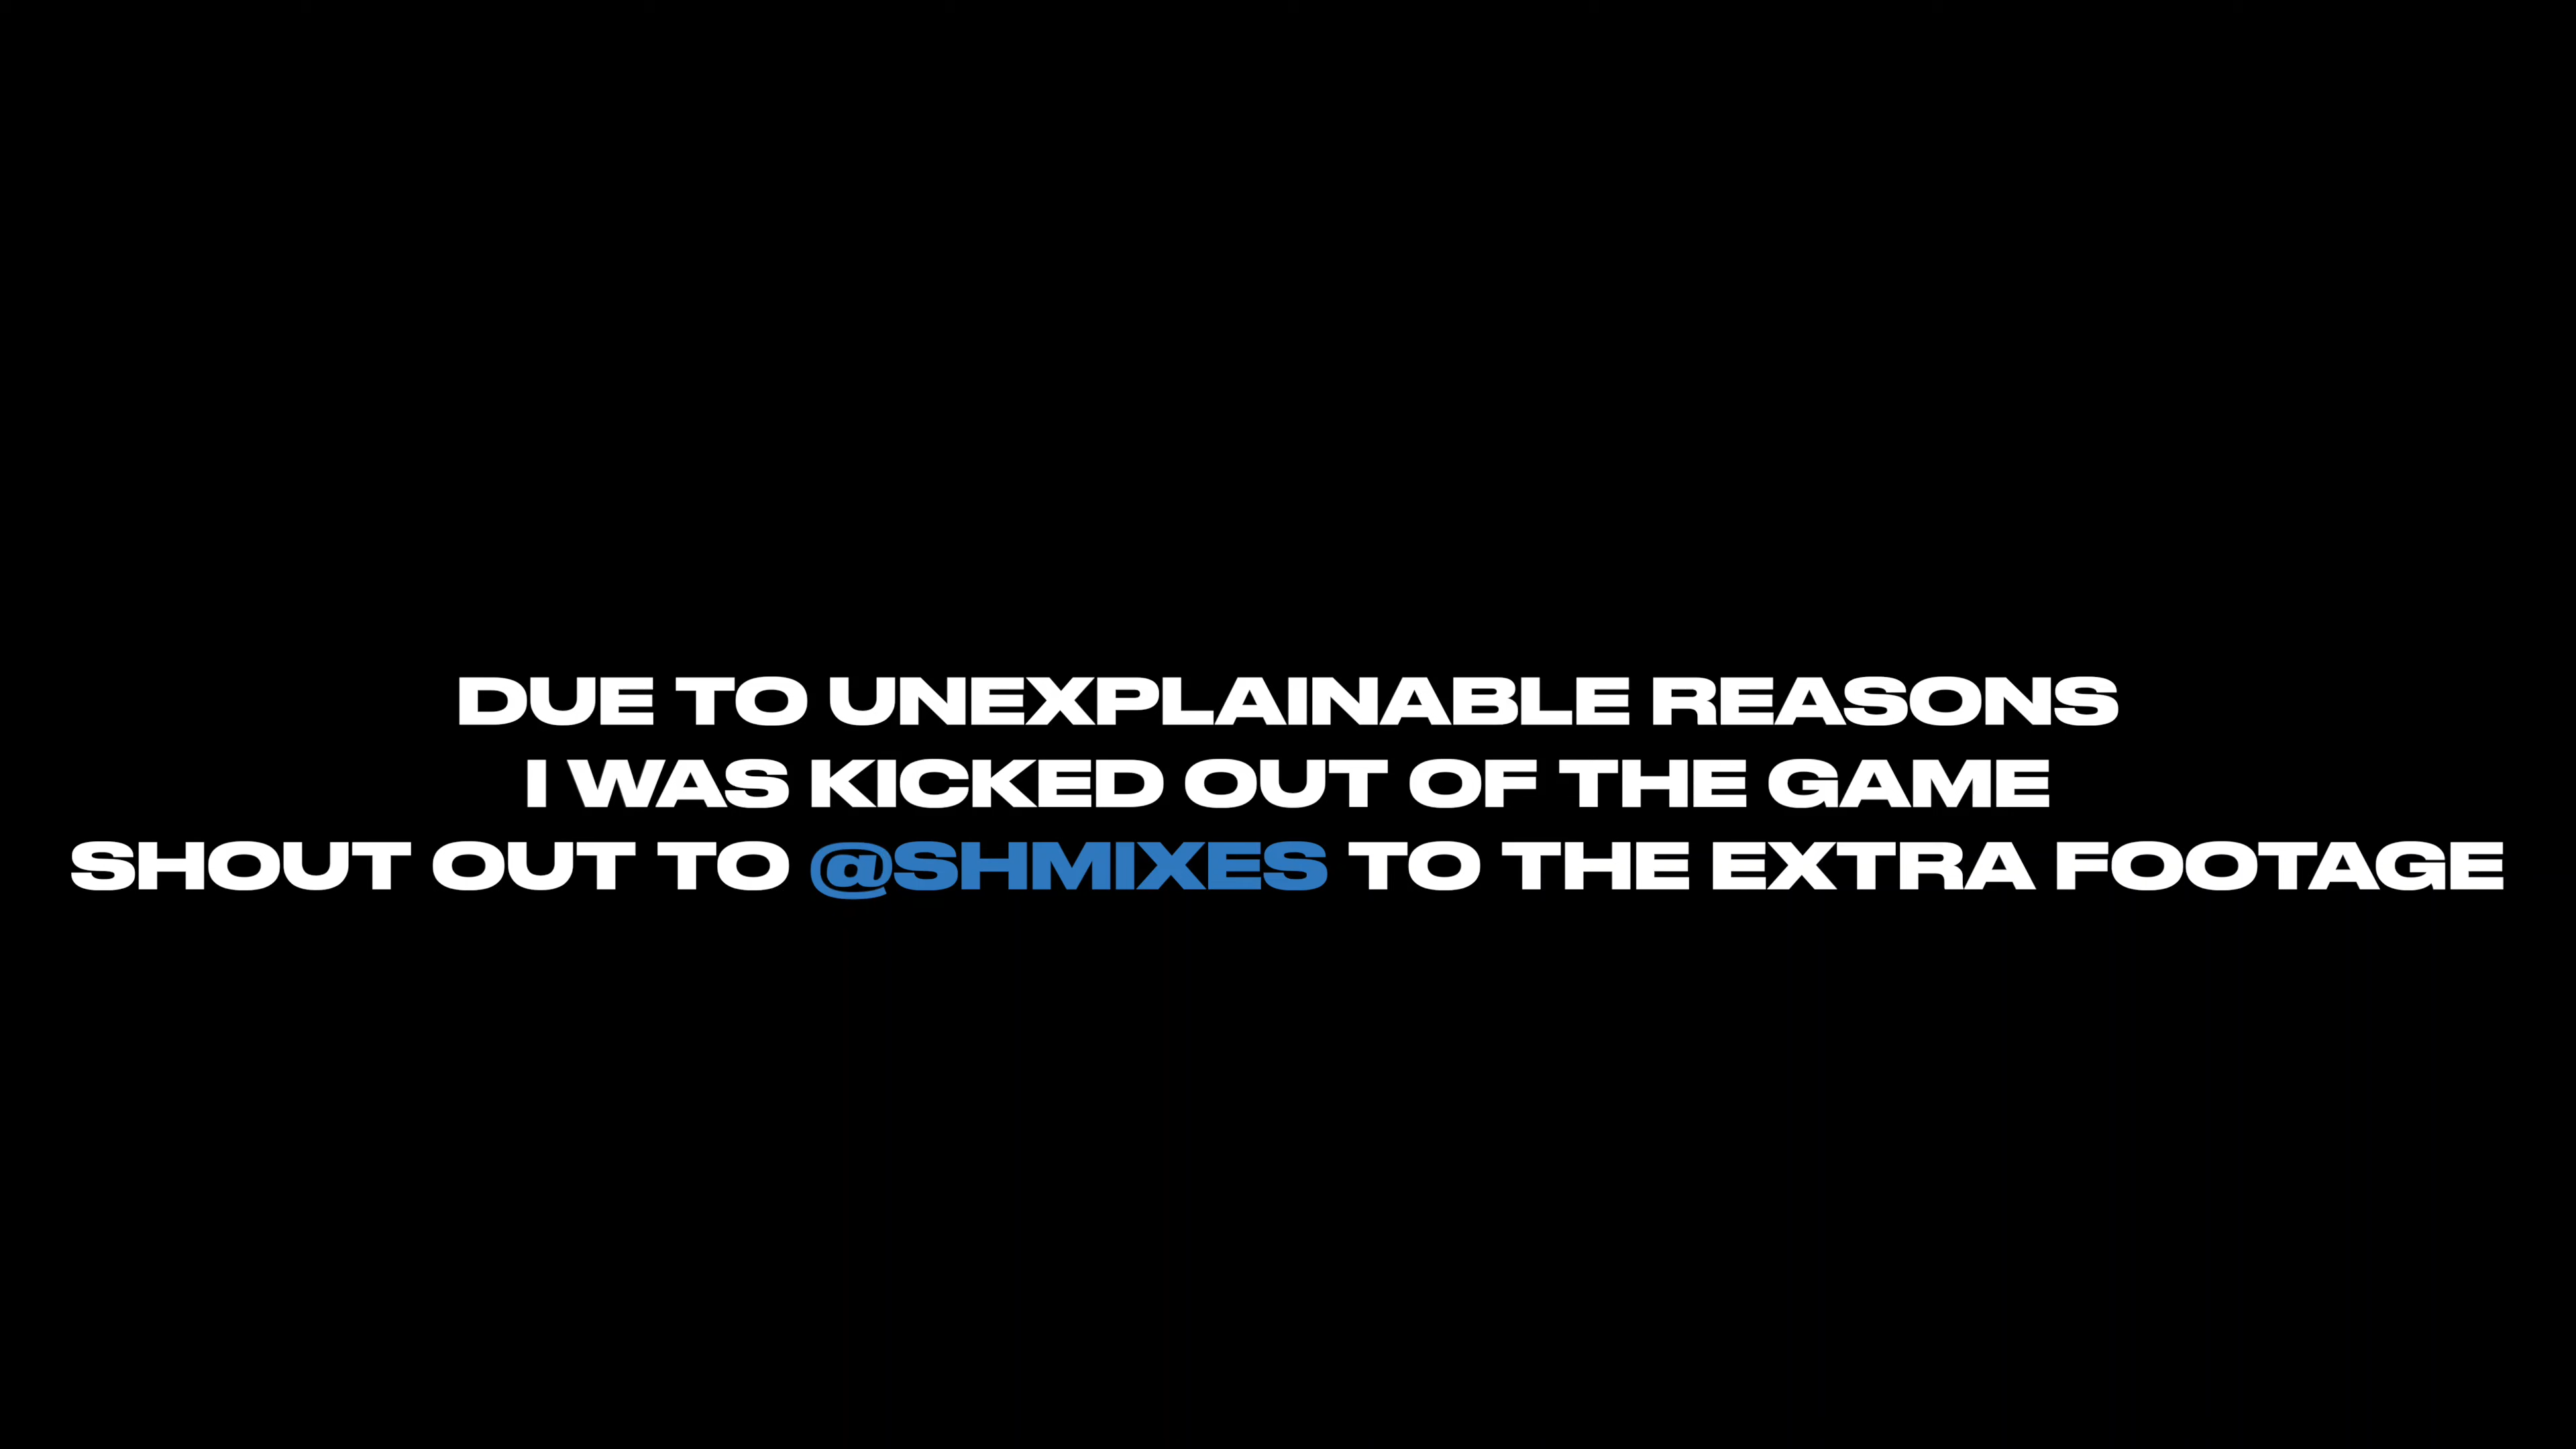 DUE TO UNEXPLAINABLE REASONS
I WAS KICKED OUT OF THE GAME
SHOUT OUT TO @SHMIXES TO THE EXTRA FOOTAGE